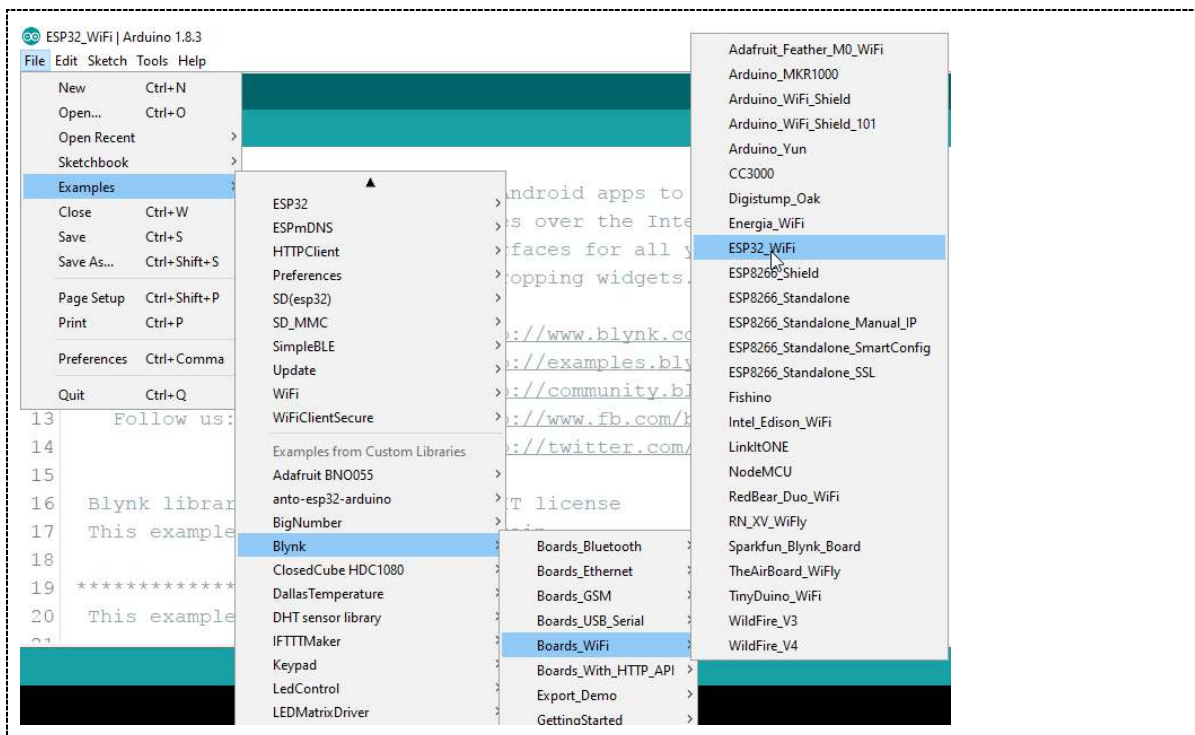 ESP32_WiFi | Arduino 1.8.3
File Edit Sketch Tools Help
New Ctrl+N
Open... Ctrl+O
Open Recent
Sketchbook
Examples
Close Ctrl+W
Save Ctrl+S
Save As... Ctrl+Shift+S
Page Setup Ctrl+Shift+P
Print Ctrl+P
Preferences Ctrl+Comma
Quit Ctrl+Q
ESP32
ESPmDNS
HTTPClient
Preferences
SD(esp32)
SD_MMC
SimpleBLE
Update
WiFi
WiFiClientSecure
Examples from Custom Libraries
Adafruit BNO055
anto-esp32-arduino
BigNumber
Blynk
ClosedCube HDC1080
DallasTemperature
DHT sensor library
IFTTTMaker
Keypad
LedControl
LEDMatrixDriver
Boards_Bluetooth
Boards_Ethernet
Boards_GSM
Boards_USB_Serial
Boards_WiFi
Boards_With_HTTP_API
Export_Demo
GettingStarted
Adafruit_Feather_M0_WiFi
Arduino_MKR1000
Arduino_WiFi_Shield
Arduino_WiFi_Shield_101
Arduino_Yun
CC3000
Digistump_Oak
Energia_WiFi
ESP32_WiFi
ESP8266_Shield
ESP8266_Standalone
ESP8266_Standalone_Manual_IP
ESP8266_Standalone_SmartConfig
ESP8266_Standalone_SSL
Fishino
Intel_Edison_WiFi
LinkItONE
NodeMCU
RedBear_Duo_WiFi
RN_XV_WiFly
Sparkfun_Blynk_Board
TheAirBoard_WiFly
TinyDuino_WiFi
WildFire_V3
WildFire_V4
Android apps to
s over the Inte
faces for all y
opping widgets.
://www.blynk.cc
://examples.bly
://community.bl
13 Follow us: ://www.fb.com/b
14 ://twitter.com/
15
16 Blynk librar T license
17 This example
18
19 *************
20 This example
21